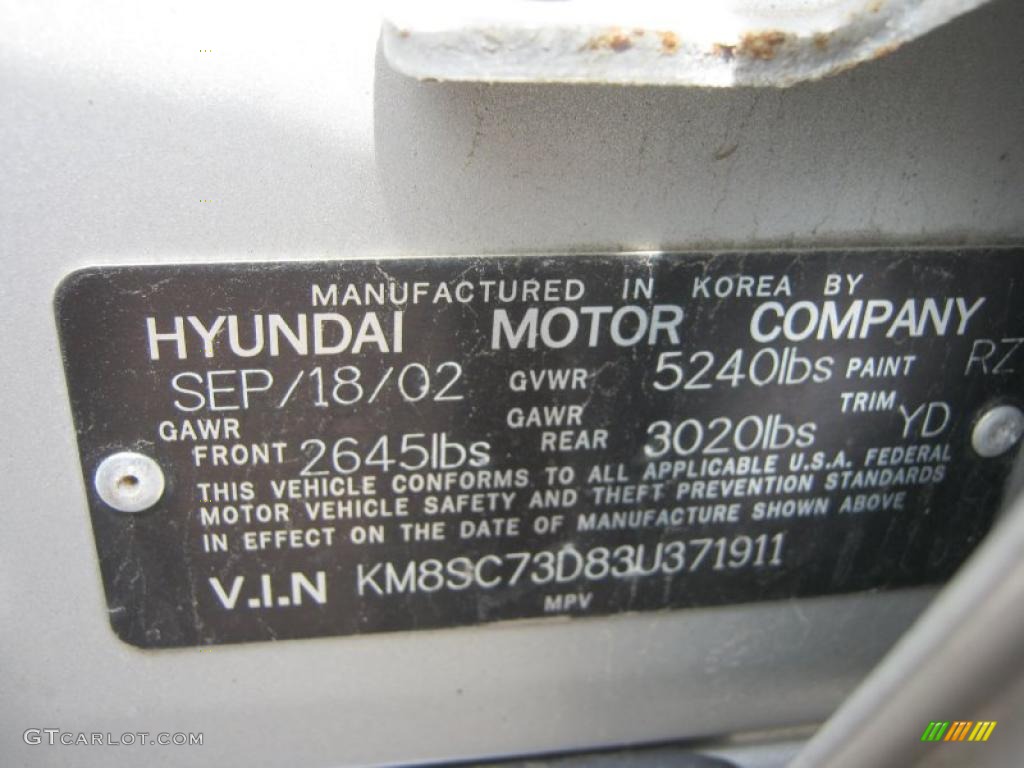 MANUFACTURED IN KOREA BY
HYUNDAI MOTOR COMPANY
SEP/18/02 GVWR 5240lbs PAINT RZ
GAWR GAWR TRIM
FRONT 2645lbs REAR 3020lbs YD
THIS VEHICLE CONFORMS TO ALL APPLICABLE U.S.A. FEDERAL
MOTOR VEHICLE SAFETY AND THEFT PREVENTION STANDARDS
IN EFFECT ON THE DATE OF MANUFACTURE SHOWN ABOVE
V.I.N KM8SC73D83U371911
MPV
GTCARLOT.COM